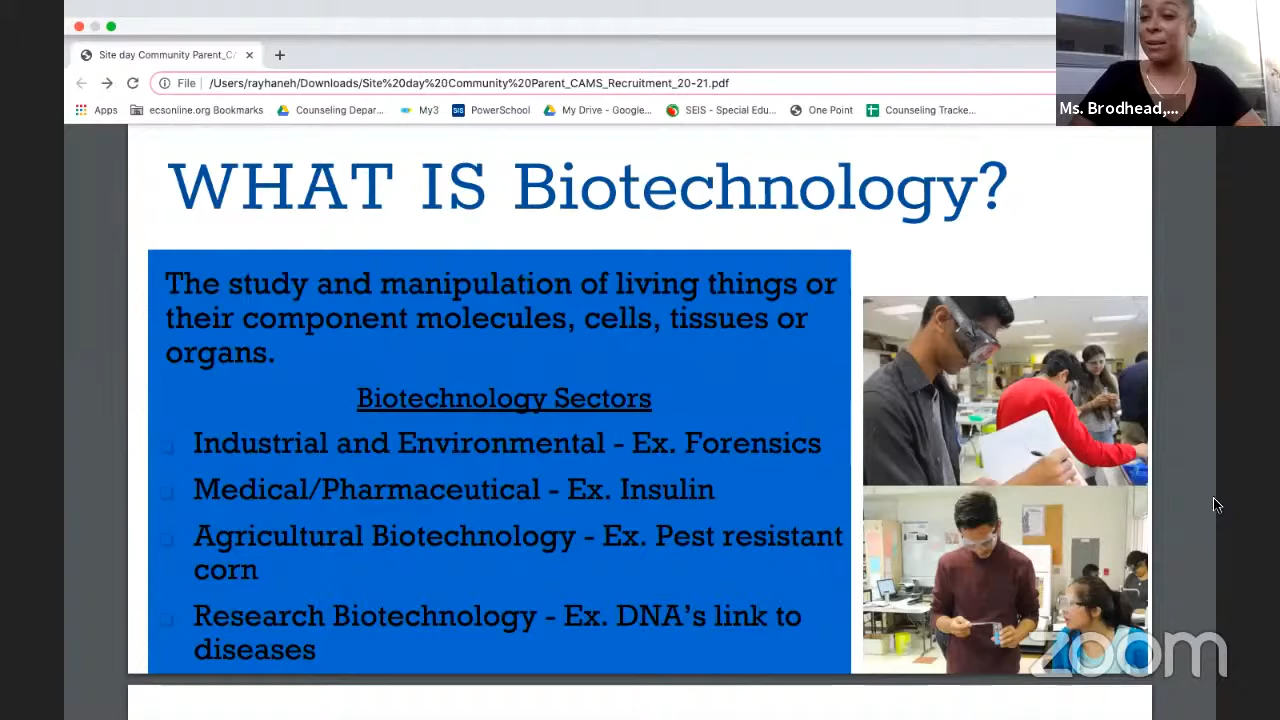 Site day Community Parent_CA
File /Users/rayhaneh/Downloads/Site%20day%20Community%20Parent_CAMS_Recruitment_20-21.pdf
Apps ecsonline.org Bookmarks Counseling Depar... My3 SIS PowerSchool My Drive - Google... SEIS - Special Edu... One Point Counseling Tracke...
Ms. Brodhead,...
WHAT IS Biotechnology?
The study and manipulation of living things or
their component molecules, cells, tissues or
organs.
Biotechnology Sectors
Industrial and Environmental - Ex. Forensics
Medical/Pharmaceutical - Ex. Insulin
Agricultural Biotechnology - Ex. Pest resistant
corn
Research Biotechnology - Ex. DNA's link to
diseases
zoom